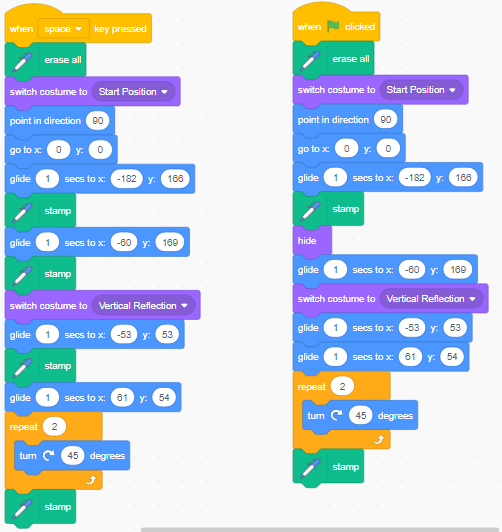 when space key pressed
erase all
switch costume to Start Position
point in direction 90
go to x: 0 y: 0
glide 1 secs to x: -182 y: 166
stamp
glide 1 secs to x: -60 y: 169
stamp
switch costume to Vertical Reflection
glide 1 secs to x: -53 y: 53
stamp
glide 1 secs to x: 61 y: 54
repeat 2
turn 45 degrees
stamp
when clicked
erase all
switch costume to Start Position
point in direction 90
go to x: 0 y: 0
glide 1 secs to x: -182 y: 166
stamp
hide
glide 1 secs to x: -60 y: 169
switch costume to Vertical Reflection
glide 1 secs to x: -53 y: 53
glide 1 secs to x: 61 y: 54
repeat 2
turn 45 degrees
stamp